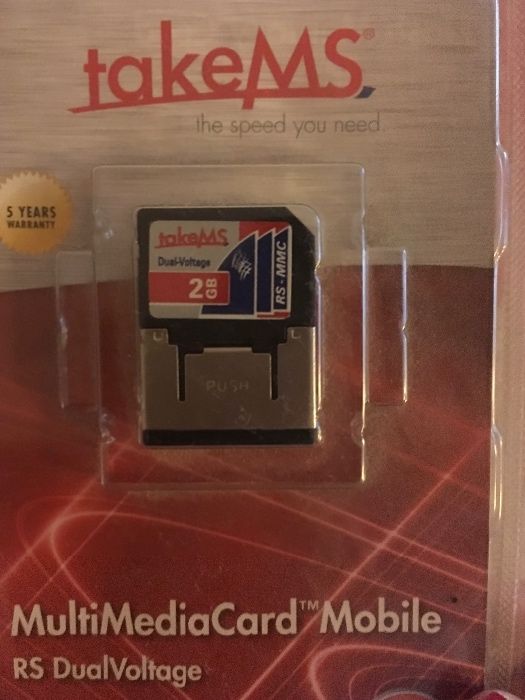 takeMS®
the speed you need.
5 YEARS
WARRANTY
takeMS
Dual-Voltage
2GB
RS-MMC
PUSH
MultiMediaCard™ Mobile
RS DualVoltage